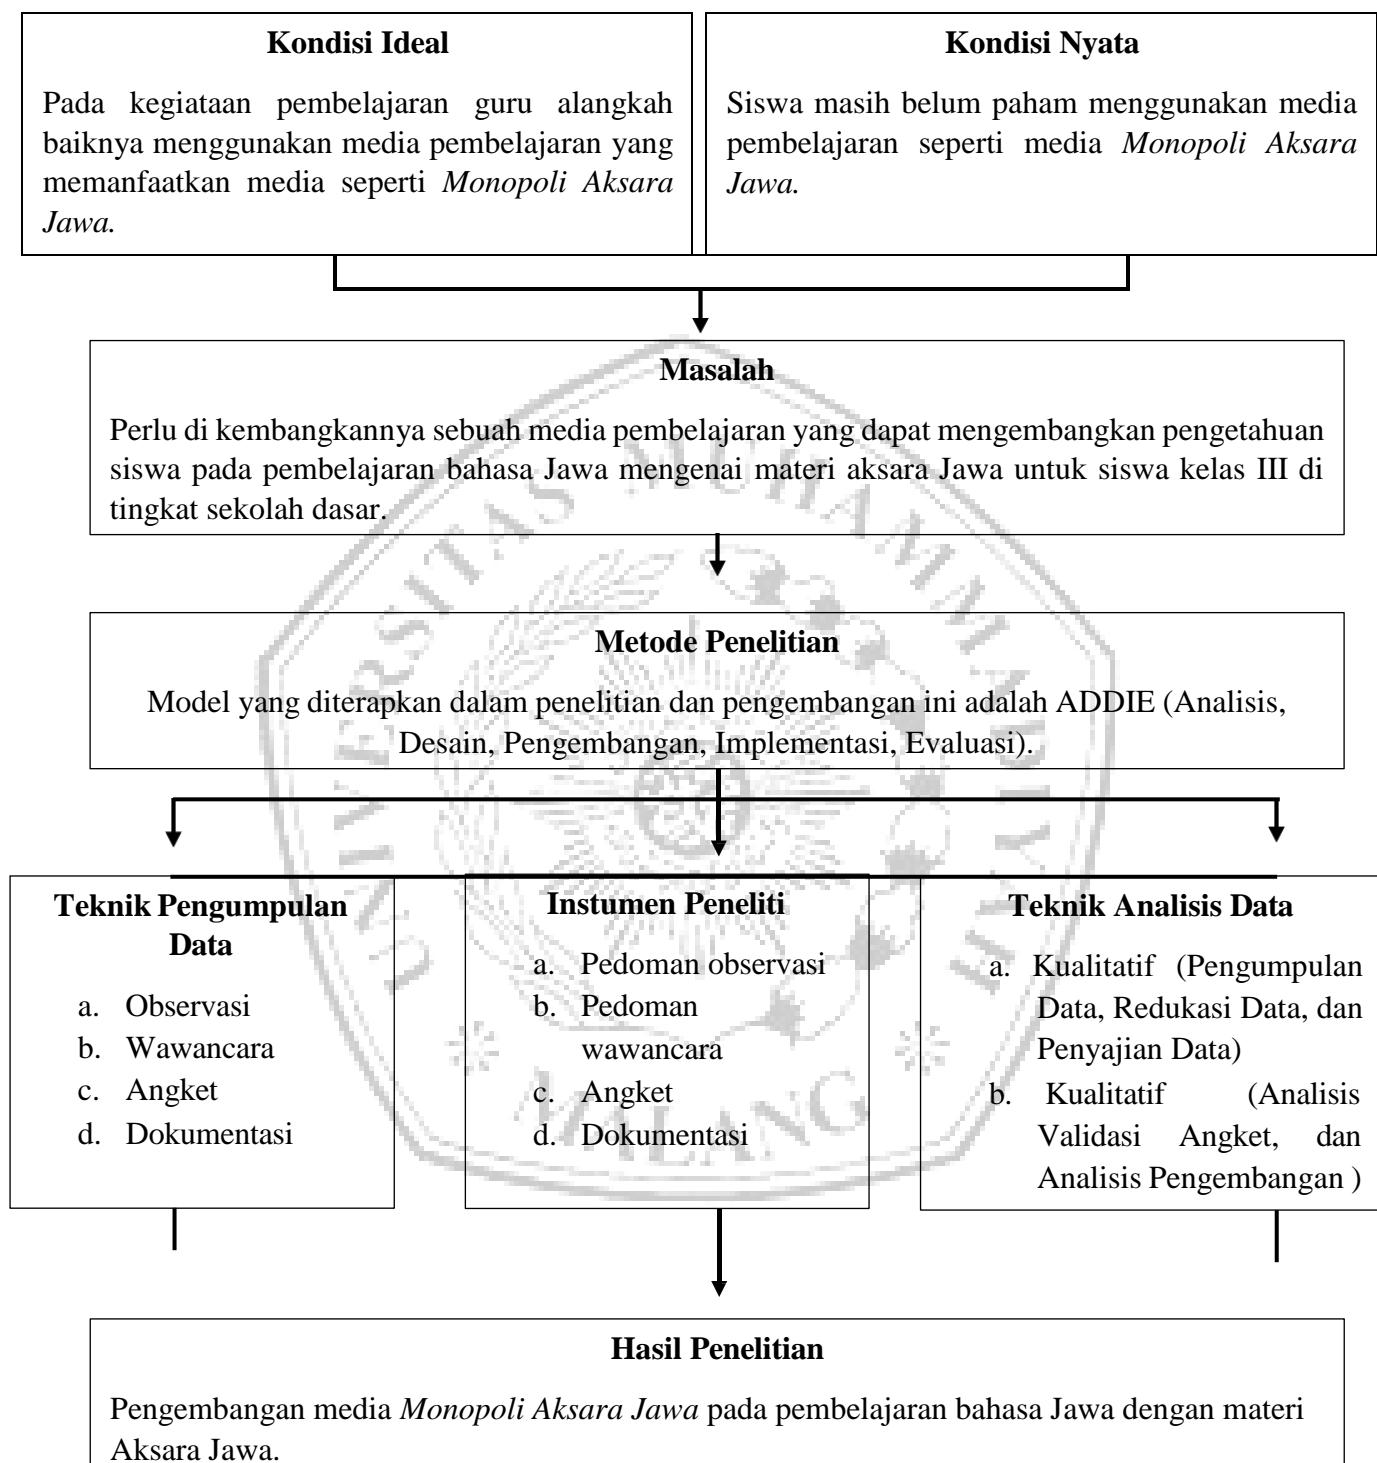 Kondisi Ideal
Pada kegiataan pembelajaran guru alangkah
baiknya menggunakan media pembelajaran yang
memanfaatkan media seperti Monopoli Aksara
Jawa.
Kondisi Nyata
Siswa masih belum paham menggunakan media
pembelajaran seperti media Monopoli Aksara
Jawa.
Masalah
Perlu di kembangkannya sebuah media pembelajaran yang dapat mengembangkan pengetahuan
siswa pada pembelajaran bahasa Jawa mengenai materi aksara Jawa untuk siswa kelas III di
tingkat sekolah dasar.
Metode Penelitian
Model yang diterapkan dalam penelitian dan pengembangan ini adalah ADDIE (Analisis,
Desain, Pengembangan, Implementasi, Evaluasi).
Teknik Pengumpulan
Data
a. Observasi
b. Wawancara
c. Angket
d. Dokumentasi
Instumen Peneliti
a. Pedoman observasi
b. Pedoman
wawancara
c. Angket
d. Dokumentasi
Teknik Analisis Data
a. Kualitatif (Pengumpulan
Data, Redukasi Data, dan
Penyajian Data)
b. Kualitatif (Analisis
Validasi Angket, dan
Analisis Pengembangan )
Hasil Penelitian
Pengembangan media Monopoli Aksara Jawa pada pembelajaran bahasa Jawa dengan materi
Aksara Jawa.
UNIVERSITAS MUHAMMADIYAH
MALANG